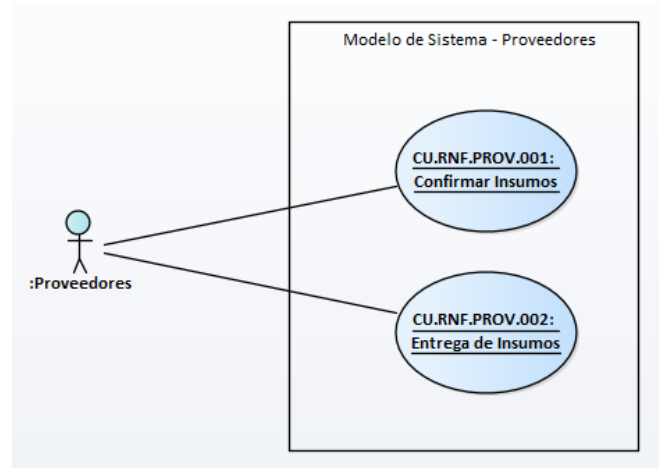 Modelo de Sistema - Proveedores
CU.RNF.PROV.001:
Confirmar Insumos
:Proveedores
CU.RNF.PROV.002:
Entrega de Insumos